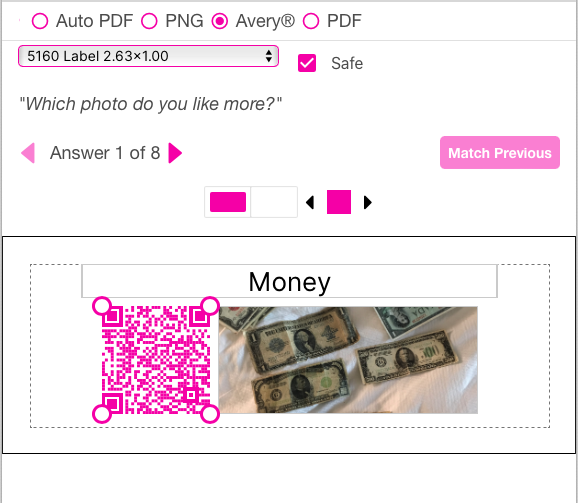 Auto PDF PNG Avery® PDF
5160 Label 2.63×1.00 Safe
"Which photo do you like more?"
Answer 1 of 8 Match Previous
Money